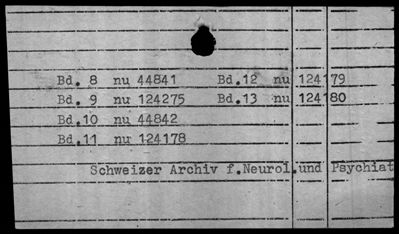 Bd. 8 nu 44841 Bd.12 nu 124179
Bd. 9 nu 124275 Bd.13 nu 124180
Bd.10 nu 44842
Bd.11 nu 124178
Schweizer Archiv f.Neurol.und Psychiat